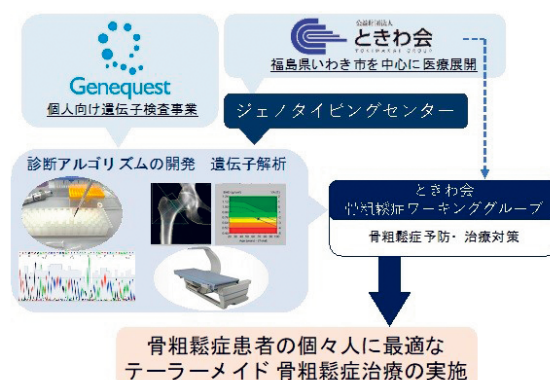 公益財団法人
ときわ会
TOKIWAKAI GROUP
福島県いわき市を中心に医療展開
Genequest
個人向け遺伝子検査事業
ジェノタイピングセンター
診断アルゴリズムの開発 遺伝子解析
ときわ会
骨粗鬆症ワーキンググループ
骨粗鬆症予防・治療対策
骨粗鬆症患者の個々人に最適な
テーラーメイド 骨粗鬆症治療の実施